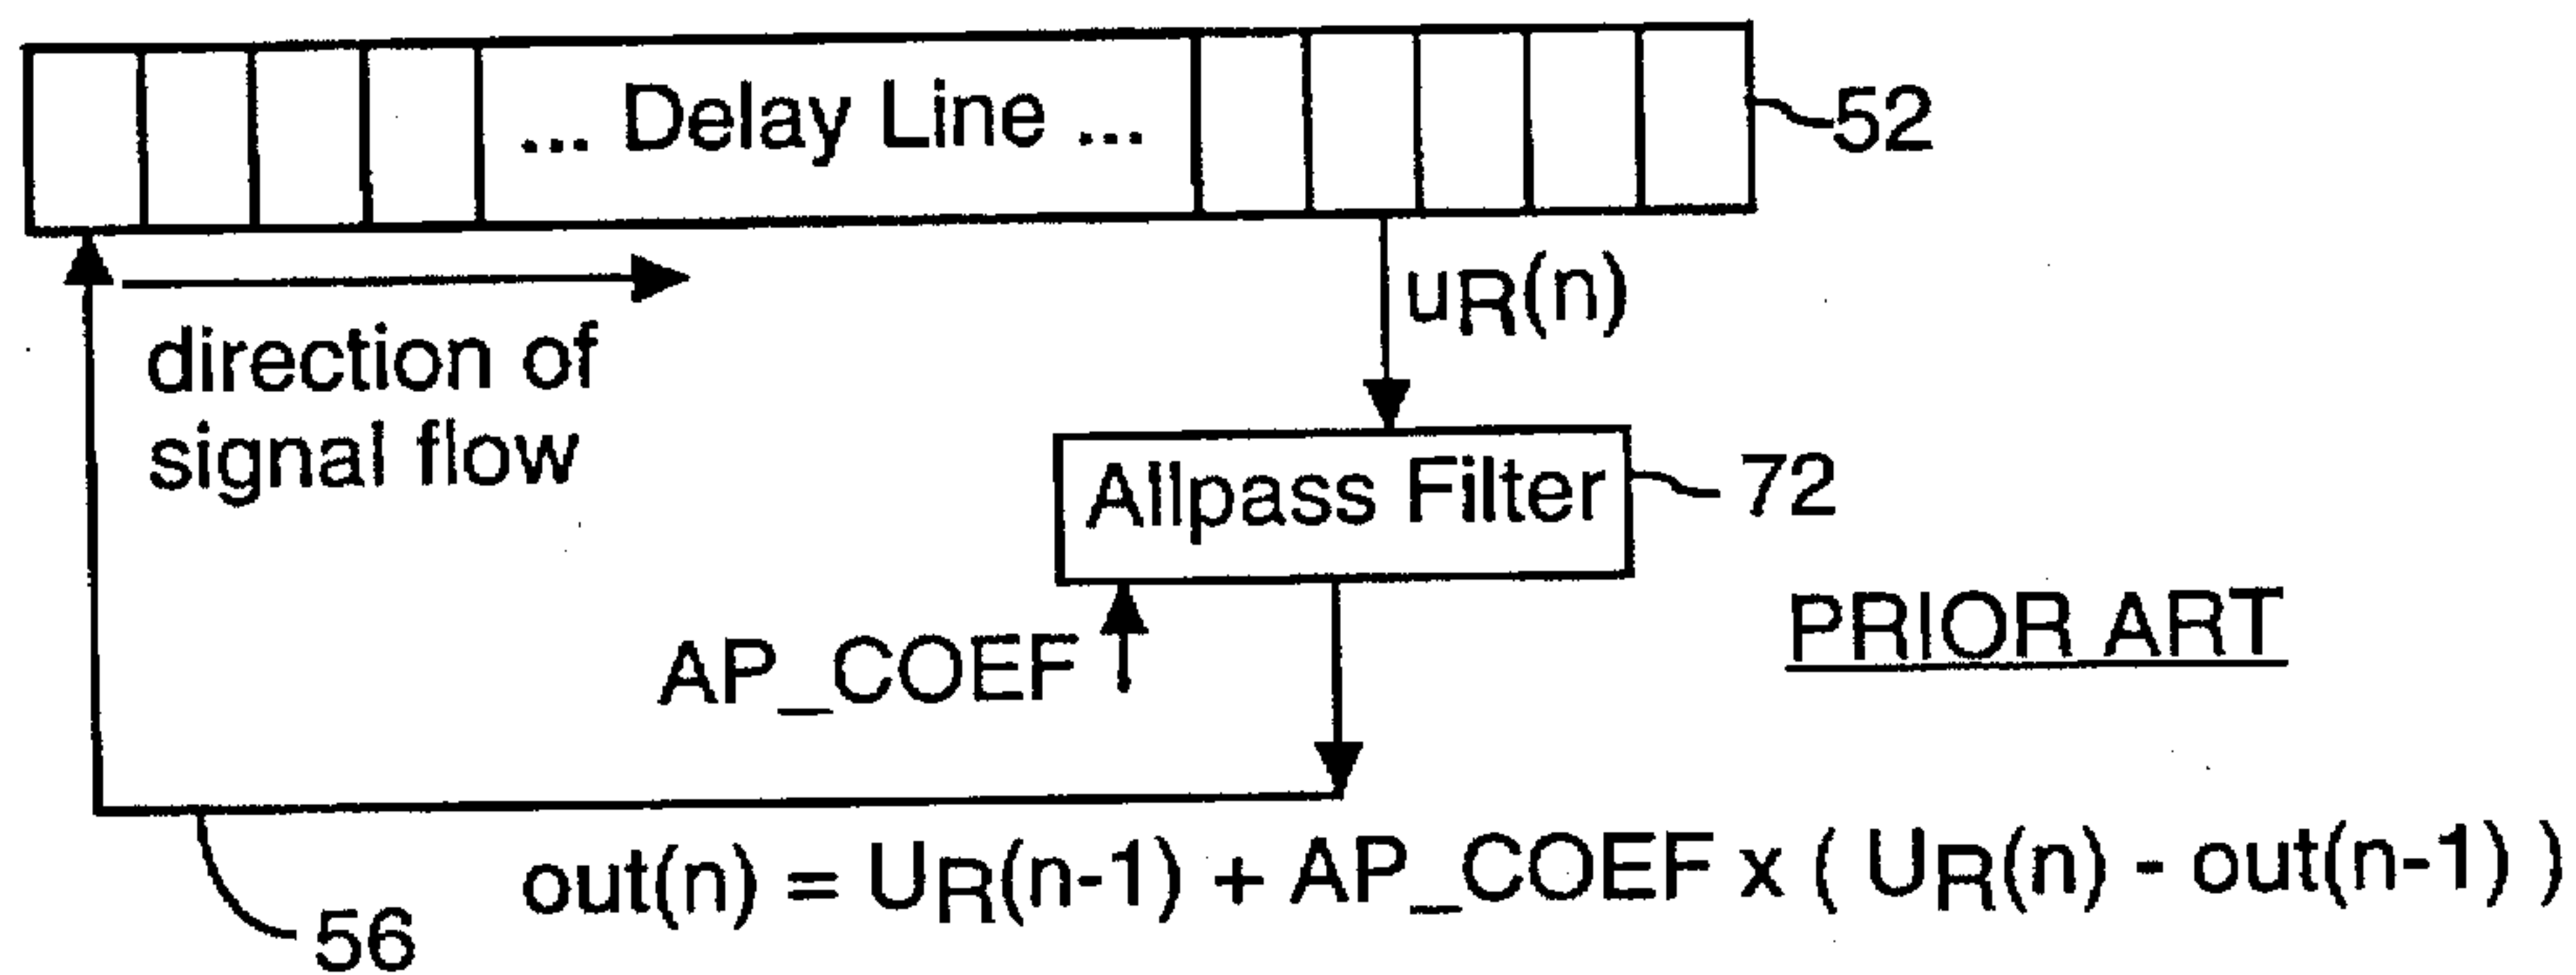 ... Delay Line ...
52
uR(n)
direction of
signal flow
Allpass Filter
72
AP_COEF
PRIOR ART
out(n) = UR(n-1) + AP_COEF x ( UR(n) - out(n-1) )
56